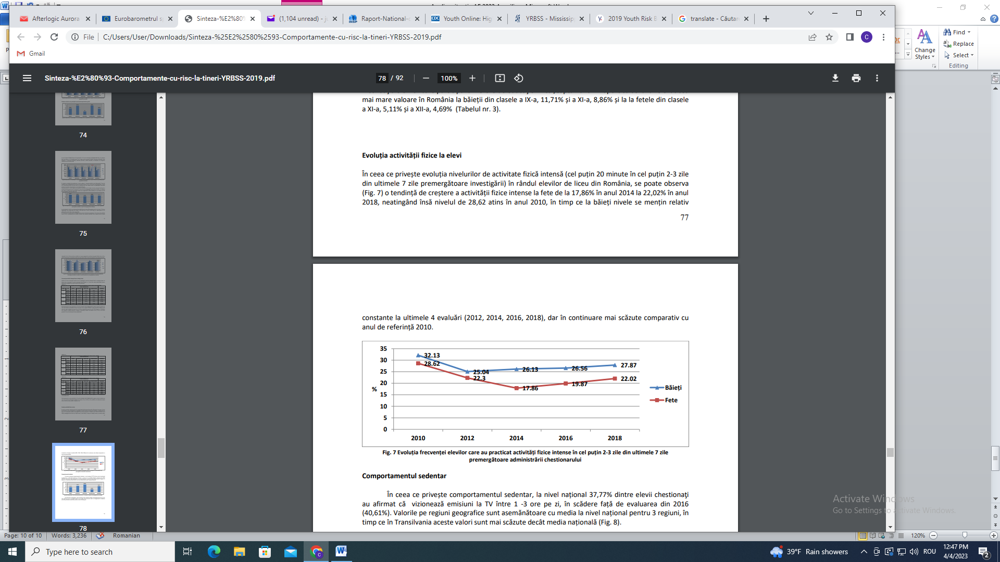 Afterlogic Aurora
Eurobarometrul s
Sinteza-%E2%80%
(1,104 unread) - j
Raport-National-
Youth Online: Hig
YRBSS - Mississip
2019 Youth Risk B
translate - Căutar
File
C:/Users/User/Downloads/Sinteza-%25E2%2580%2593-Comportamente-cu-risc-la-tineri-YRBSS-2019.pdf
Gmail
Find
Replace
Select
Change
Styles
Editing
Sinteza-%E2%80%93-Comportamente-cu-risc-la-tineri-YRBSS-2019.pdf
78 / 92
100%
74
75
76
77
78
mai mare valoare în România la băieții din clasele a IX-a, 11,71% și a XI-a, 8,86% și la la fetele din clasele
a XI-a, 5,11% și a XII-a, 4,69% (Tabelul nr. 3).
Evoluția activității fizice la elevi
În ceea ce privește evoluția nivelurilor de activitate fizică intensă (cel puțin 20 minute în cel puțin 2-3 zile
din ultimele 7 zile premergătoare investigării) în rândul elevilor de liceu din România, se poate observa
(Fig. 7) o tendință de creștere a activității fizice intense la fete de la 17,86% în anul 2014 la 22,02% în anul
2018, neatingând însă nivelul de 28,62 atins în anul 2010, în timp ce la băieți nivele se mențin relativ
77
constante la ultimele 4 evaluări (2012, 2014, 2016, 2018), dar în continuare mai scăzute comparativ cu
anul de referință 2010.
35
30
25
20
15
10
5
0
%
32.13
28.62
25.04
22.3
26.13
17.86
26.56
19.87
27.87
22.02
Băieți
Fete
2010 2012 2014 2016 2018
Fig. 7 Evoluția frecvenței elevilor care au practicat activități fizice intense în cel puțin 2-3 zile din ultimele 7 zile
premergătoare administrării chestionarului
Comportamentul sedentar
În ceea ce privește comportamentul sedentar, la nivel național 37,77% dintre elevii chestionaţi
au afirmat că vizionează emisiuni la TV între 1 -3 ore pe zi, în scădere față de evaluarea din 2016
(40,61%). Valorile pe regiuni geografice sunt asemănătoare cu media la nivel național pentru 3 regiuni, în
timp ce în Transilvania aceste valori sunt mai scăzute decât media națională (Fig. 8).
Activate Windows
Go to Settings to activate Windows.
Page: 10 of 10
Words: 3,236
Romanian
120%
Type here to search
39°F Rain showers
ROU
12:47 PM
4/4/2023
2